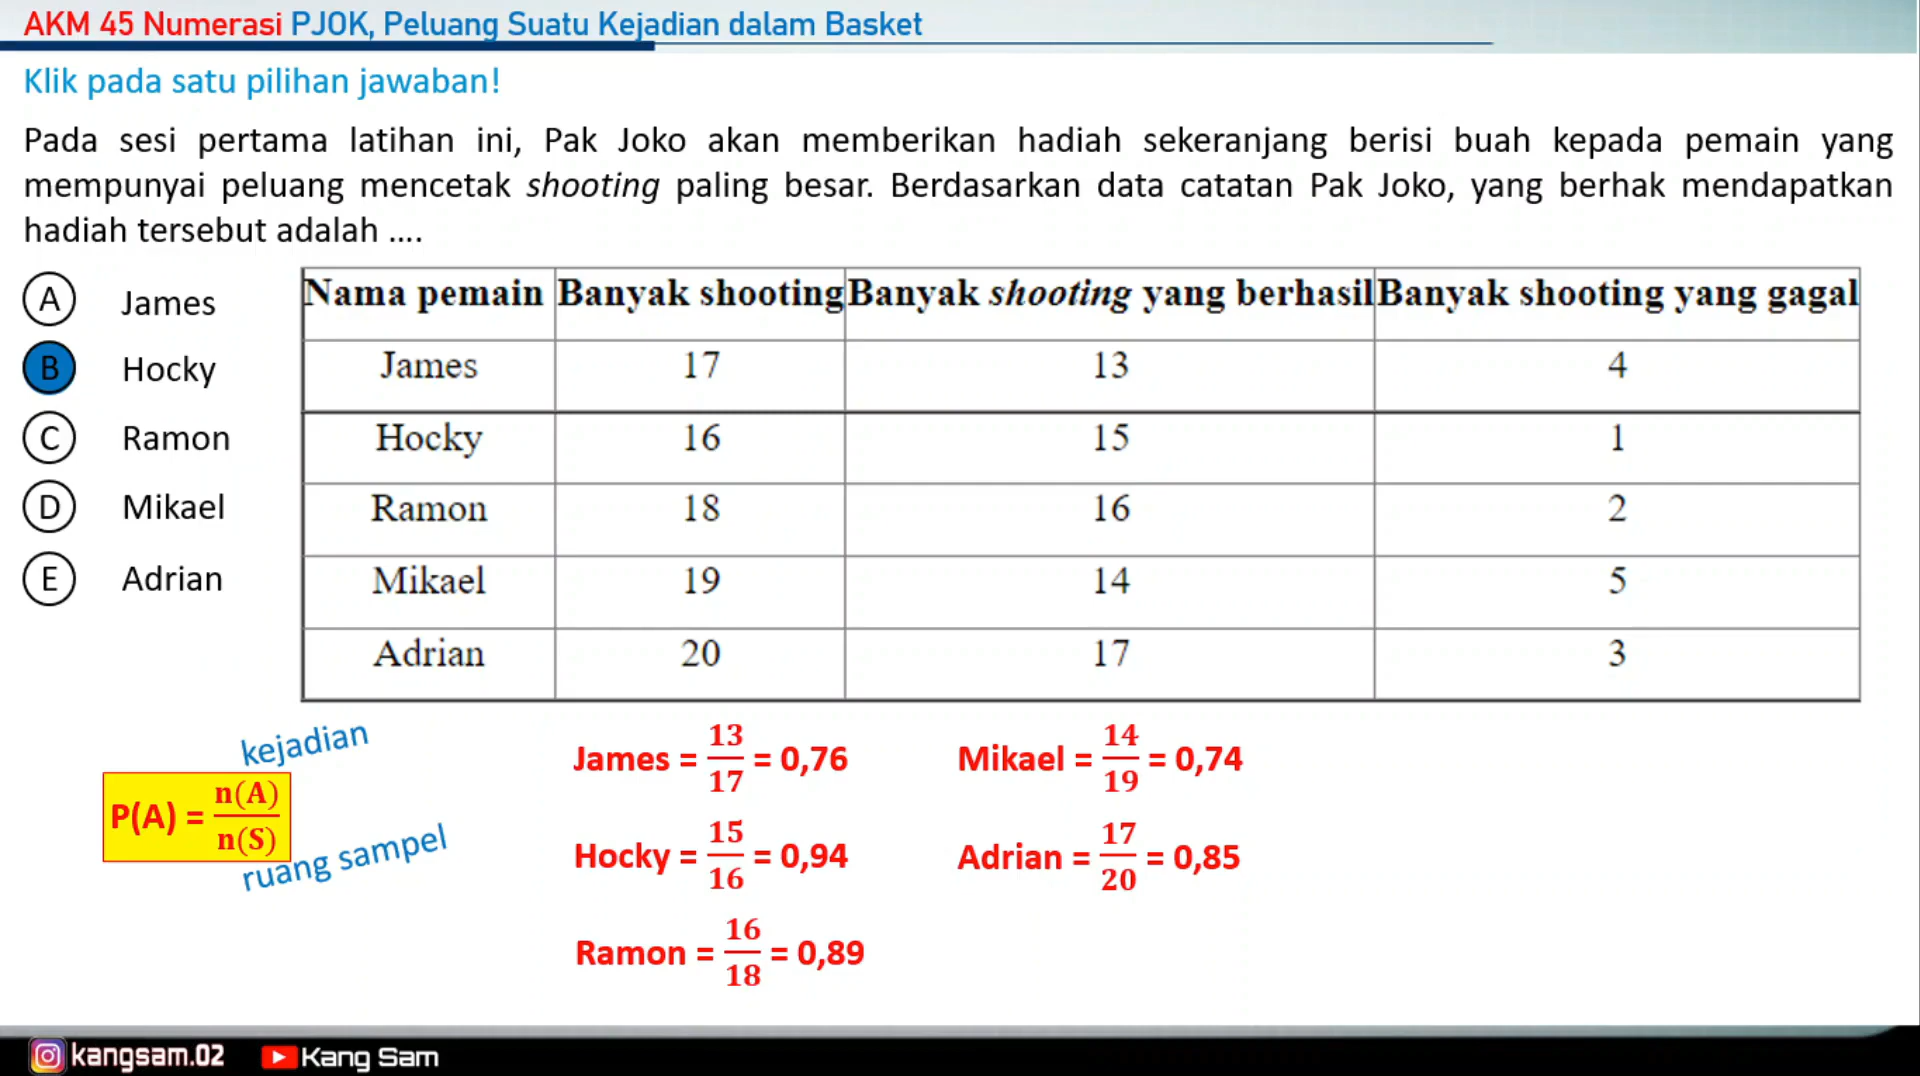 AKM 45 Numerasi PJOK, Peluang Suatu Kejadian dalam Basket
Klik pada satu pilihan jawaban!
Pada sesi pertama latihan ini, Pak Joko akan memberikan hadiah sekeranjang berisi buah kepada pemain yang
mempunyai peluang mencetak shooting paling besar. Berdasarkan data catatan Pak Joko, yang berhak mendapatkan
hadiah tersebut adalah ....
A James
B Hocky
C Ramon
D Mikael
E Adrian
Nama pemain Banyak shooting Banyak shooting yang berhasil Banyak shooting yang gagal
James 17 13 4
Hocky 16 15 1
Ramon 18 16 2
Mikael 19 14 5
Adrian 20 17 3
kejadian
P(A) = n(A)/n(S)
ruang sampel
James = 13/17 = 0,76
Hocky = 15/16 = 0,94
Ramon = 16/18 = 0,89
Mikael = 14/19 = 0,74
Adrian = 17/20 = 0,85
kangsam.02 Kang Sam